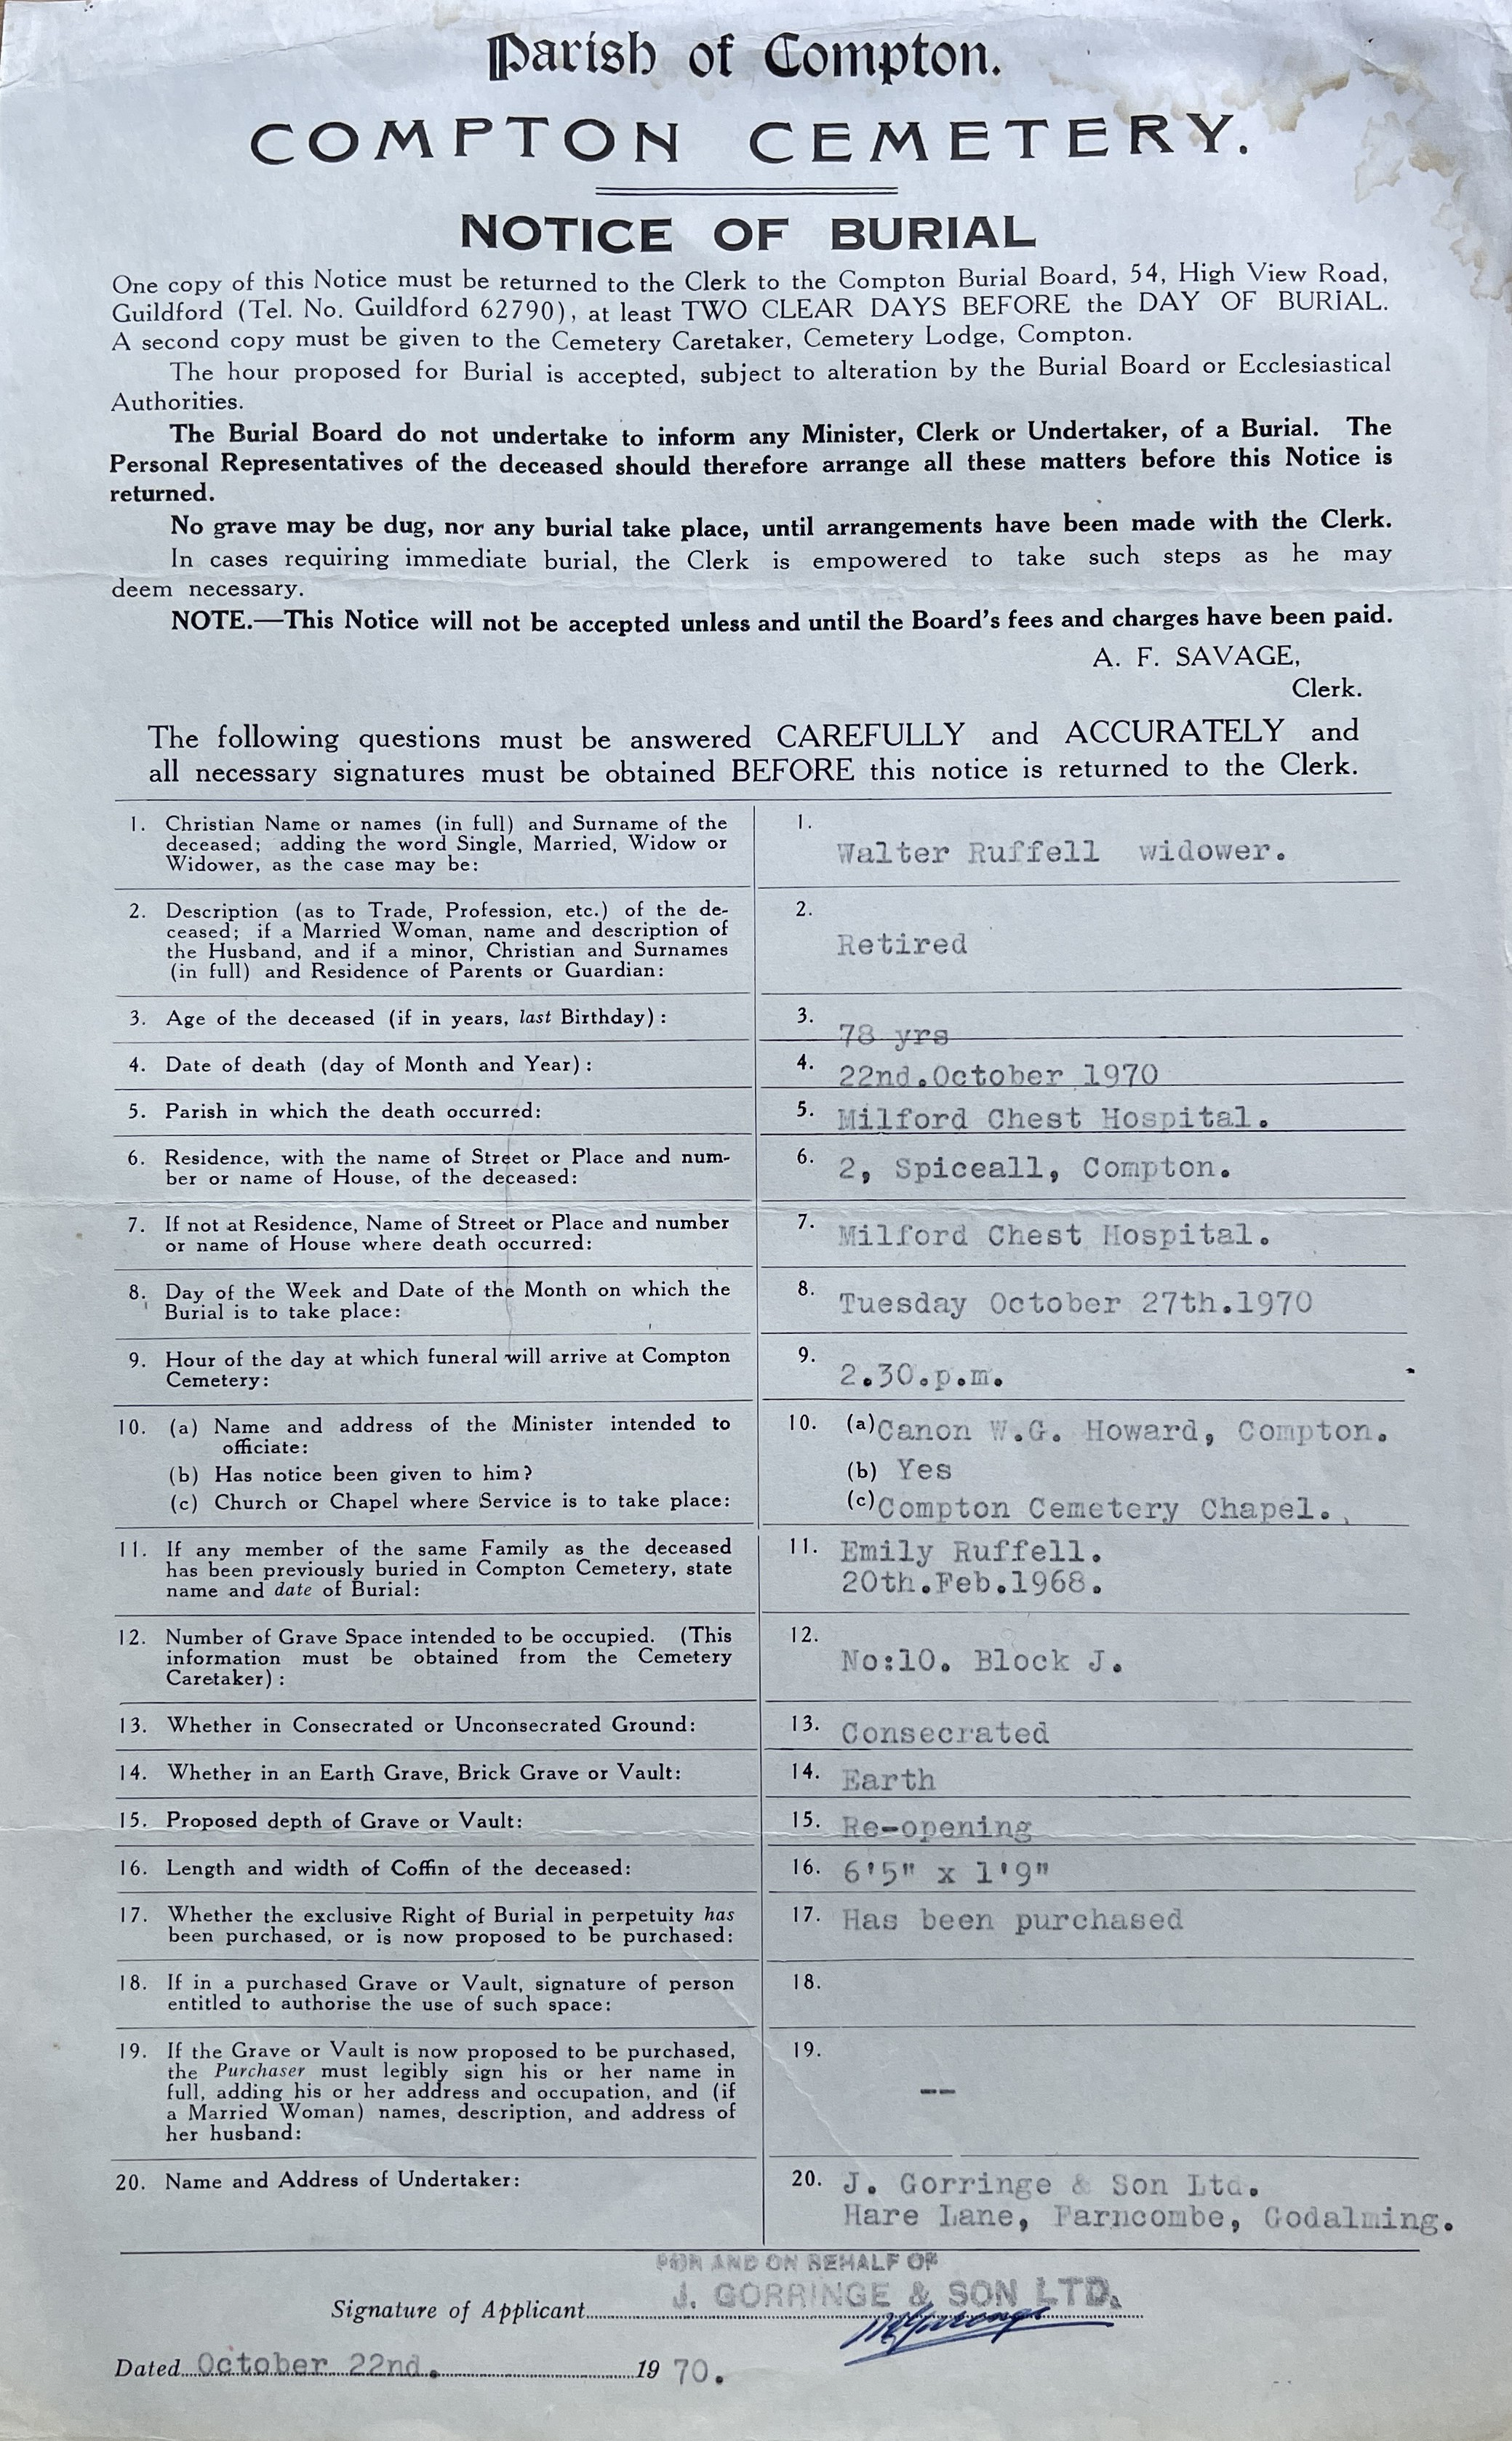 Parish of Compton.
COMPTON CEMETERY.
NOTICE OF BURIAL
One copy of this Notice must be returned to the Clerk to the Compton Burial Board, 54, High View Road,
Guildford (Tel. No. Guildford 62790), at least TWO CLEAR DAYS BEFORE the DAY OF BURIAL.
A second copy must be given to the Cemetery Caretaker, Cemetery Lodge, Compton.
The hour proposed for Burial is accepted, subject to alteration by the Burial Board or Ecclesiastical
Authorities.
The Burial Board do not undertake to inform any Minister, Clerk or Undertaker, of a Burial. The
Personal Representatives of the deceased should therefore arrange all these matters before this Notice is
returned.
No grave may be dug, nor any burial take place, until arrangements have been made with the Clerk.
In cases requiring immediate burial, the Clerk is empowered to take such steps as he may
deem necessary.
NOTE.—This Notice will not be accepted unless and until the Board's fees and charges have been paid.
A. F. SAVAGE,
Clerk.
The following questions must be answered CAREFULLY and ACCURATELY and
all necessary signatures must be obtained BEFORE this notice is returned to the Clerk.
1. Christian Name or names (in full) and Surname of the
deceased; adding the word Single, Married, Widow or
Widower, as the case may be:
1.
Walter Ruffell widower.
2. Description (as to Trade, Profession, etc.) of the de-
ceased; if a Married Woman, name and description of
the Husband, and if a minor, Christian and Surnames
(in full) and Residence of Parents or Guardian:
2.
Retired
3. Age of the deceased (if in years, last Birthday):
3.
78 yrs
4. Date of death (day of Month and Year):
4. 22nd.October 1970
5. Parish in which the death occurred:
5. Milford Chest Hospital.
6. Residence, with the name of Street or Place and num-
ber or name of House, of the deceased:
6. 2, Spiceall, Compton.
7. If not at Residence, Name of Street or Place and number
or name of House where death occurred:
7. Milford Chest Hospital.
8. Day of the Week and Date of the Month on which the
Burial is to take place:
8. Tuesday October 27th.1970
9. Hour of the day at which funeral will arrive at Compton
Cemetery:
9.
2.30.p.m.
10. (a) Name and address of the Minister intended to
officiate:
(b) Has notice been given to him?
(c) Church or Chapel where Service is to take place:
10. (a) Canon W.G. Howard, Compton.
(b) Yes
(c) Compton Cemetery Chapel.
11. If any member of the same Family as the deceased
has been previously buried in Compton Cemetery, state
name and date of Burial:
11. Emily Ruffell.
20th.Feb.1968.
12. Number of Grave Space intended to be occupied. (This
information must be obtained from the Cemetery
Caretaker):
12.
No:10. Block J.
13. Whether in Consecrated or Unconsecrated Ground:
13. Consecrated
14. Whether in an Earth Grave, Brick Grave or Vault:
14. Earth
15. Proposed depth of Grave or Vault:
15. Re-opening
16. Length and width of Coffin of the deceased:
16. 6'5" x 1'9"
17. Whether the exclusive Right of Burial in perpetuity has
been purchased, or is now proposed to be purchased:
17. Has been purchased
18. If in a purchased Grave or Vault, signature of person
entitled to authorise the use of such space:
18.
19. If the Grave or Vault is now proposed to be purchased,
the Purchaser must legibly sign his or her name in
full, adding his or her address and occupation, and (if
a Married Woman) names, description, and address of
her husband:
19.
--
20. Name and Address of Undertaker:
20. J. Gorringe & Son Ltd.
Hare Lane, Farncombe, Godalming.
FOR AND ON BEHALF OF
J. GORRINGE & SON LTD.
Signature of Applicant
Dated October 22nd. 1970.